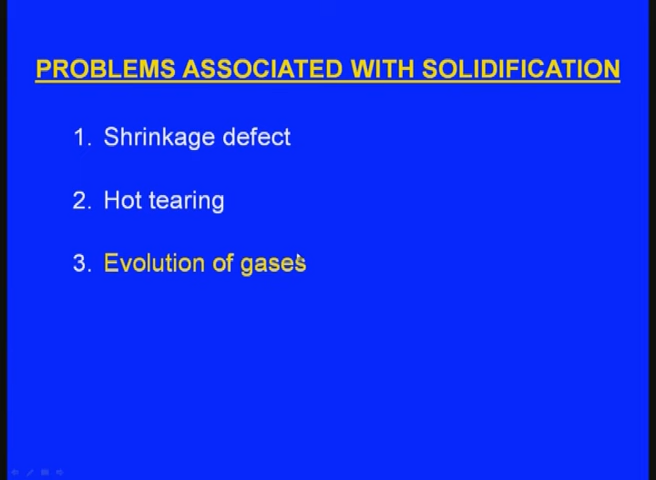 PROBLEMS ASSOCIATED WITH SOLIDIFICATION
1. Shrinkage defect
2. Hot tearing
3. Evolution of gases